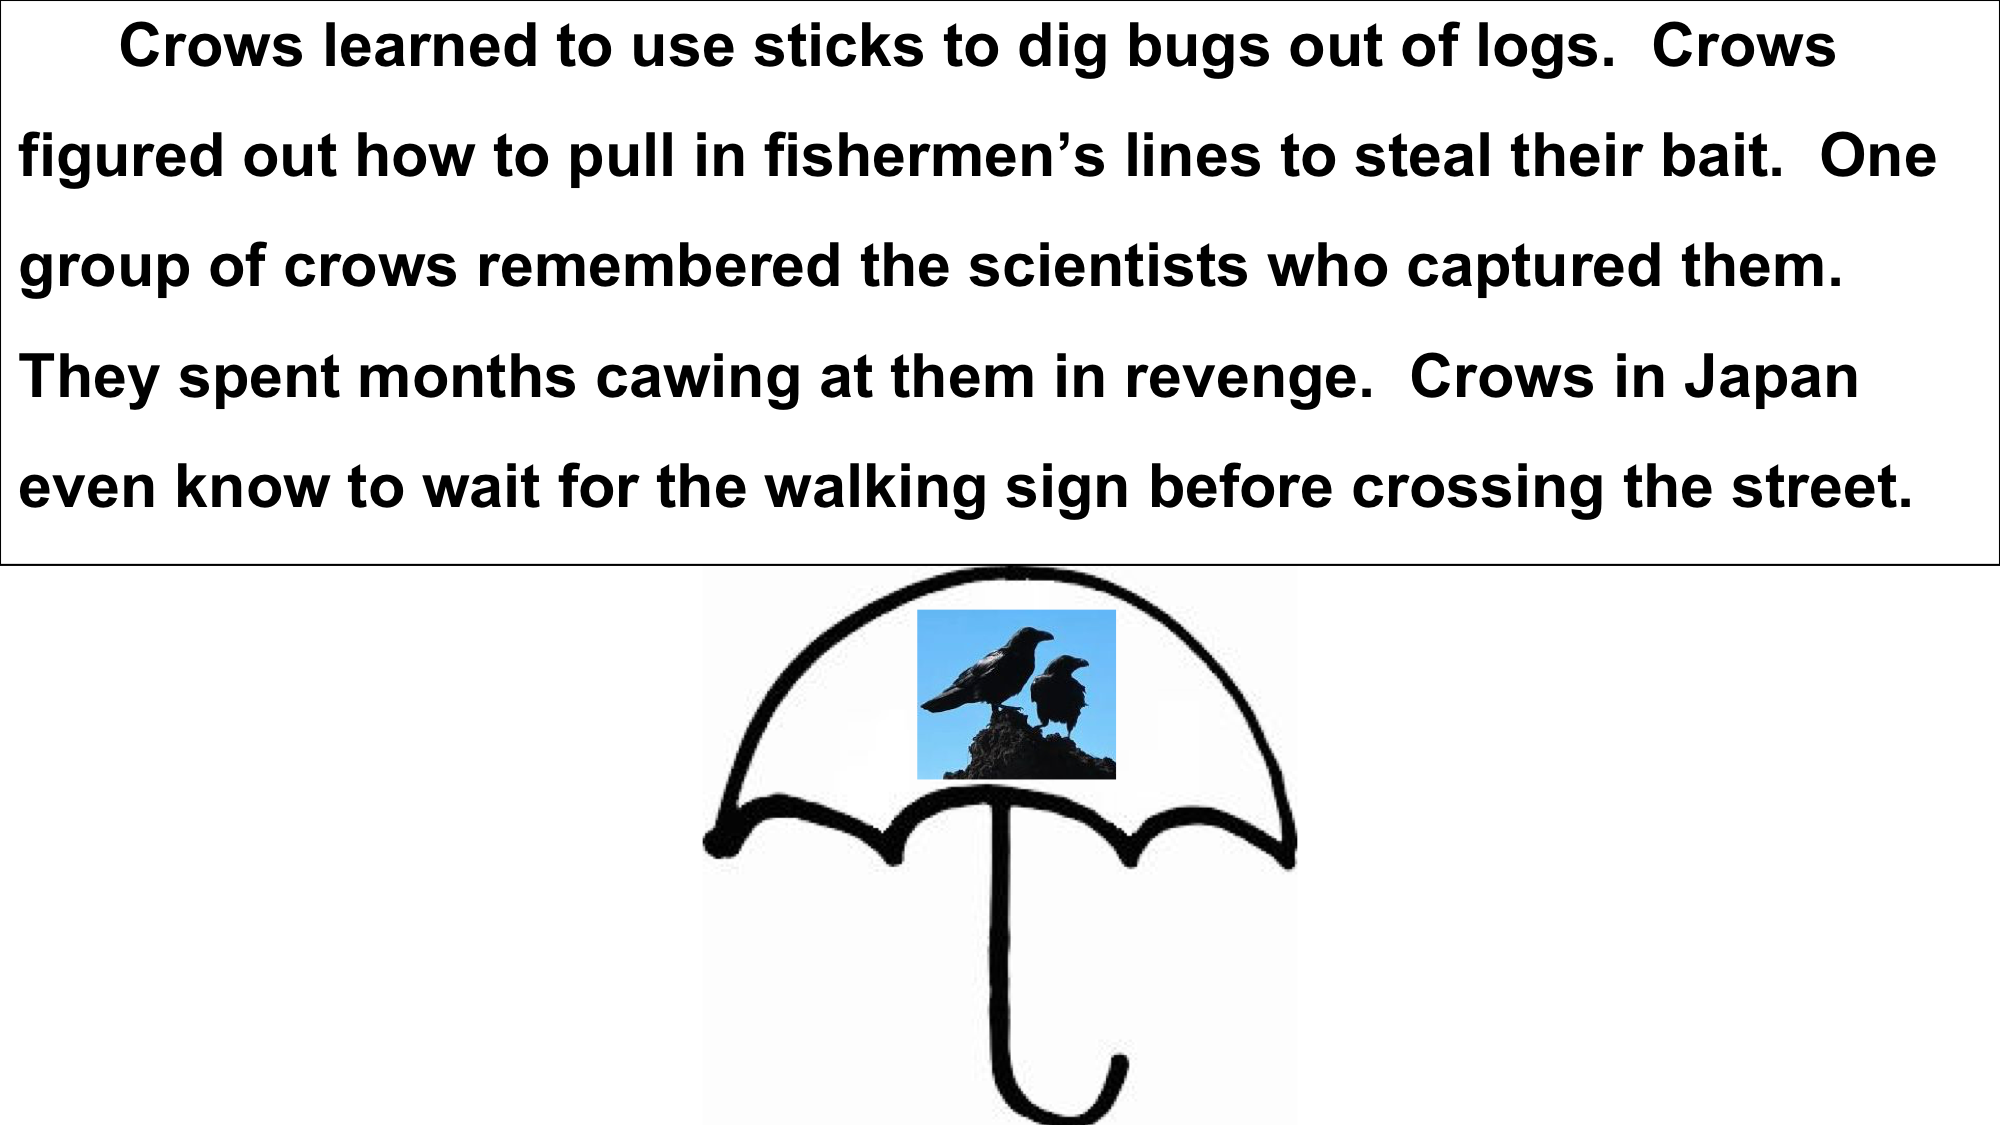 Crows learned to use sticks to dig bugs out of logs.  Crows
figured out how to pull in fishermen’s lines to steal their bait.  One
group of crows remembered the scientists who captured them.
They spent months cawing at them in revenge.  Crows in Japan
even know to wait for the walking sign before crossing the street.